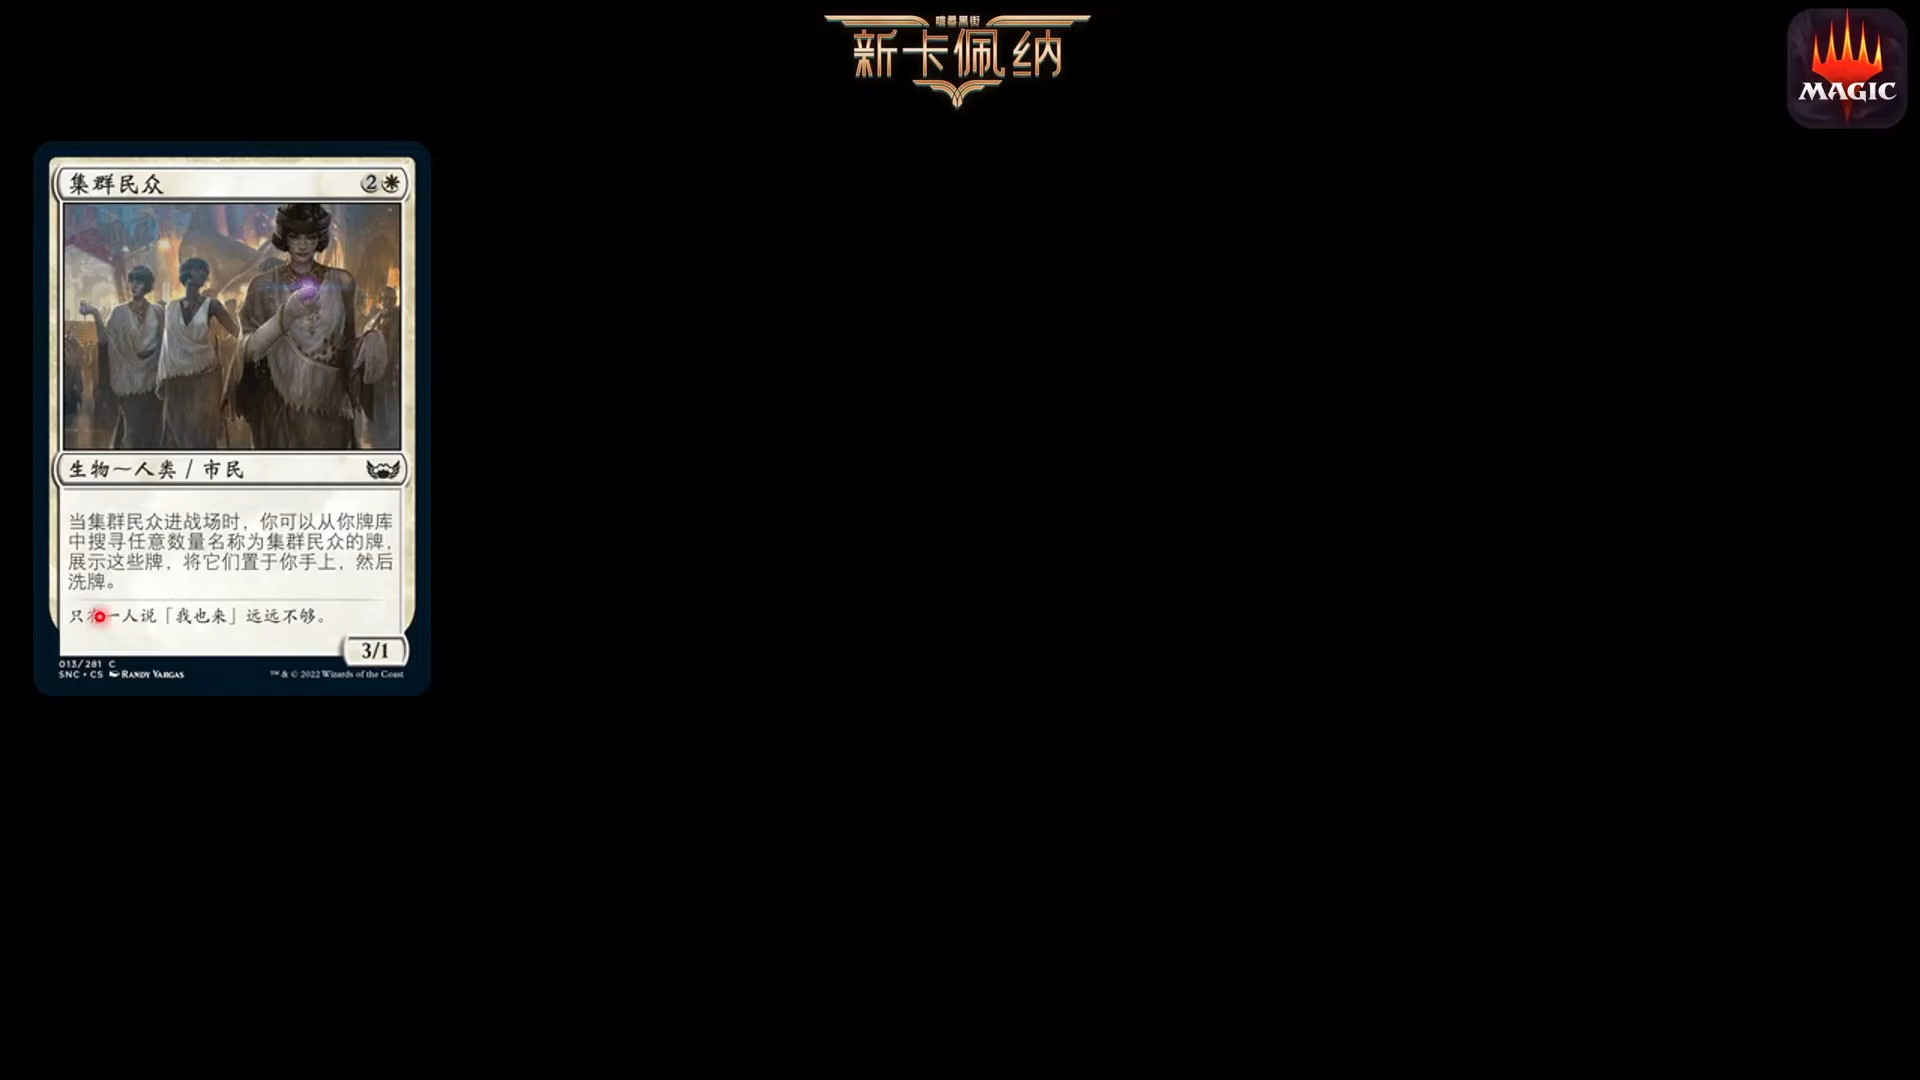 喧嚣黑街
新卡佩纳
MAGIC
集群民众
2
生物～人类 / 市民
当集群民众进战场时，你可以从你牌库
中搜寻任意数量名称为集群民众的牌，
展示这些牌，将它们置于你手上，然后
洗牌。
只有一人说「我也来」远远不够。
3/1
013/281 C
SNC • CS RANDY VARGAS
™ & © 2022 Wizards of the Coast